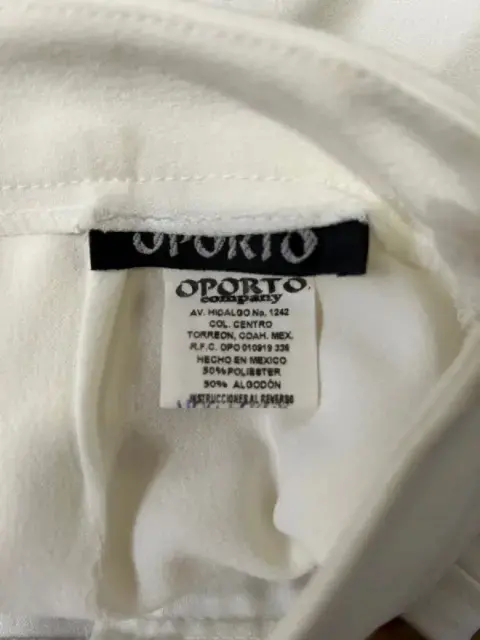 OPORTO
OPORTO
company
AV. HIDALGO No. 1242
COL. CENTRO
TORREON, COAH. MEX.
R.F.C. OPO 010919 336
HECHO EN MEXICO
50% POLIESTER
50% ALGODÓN
INSTRUCCIONES AL REVERSO